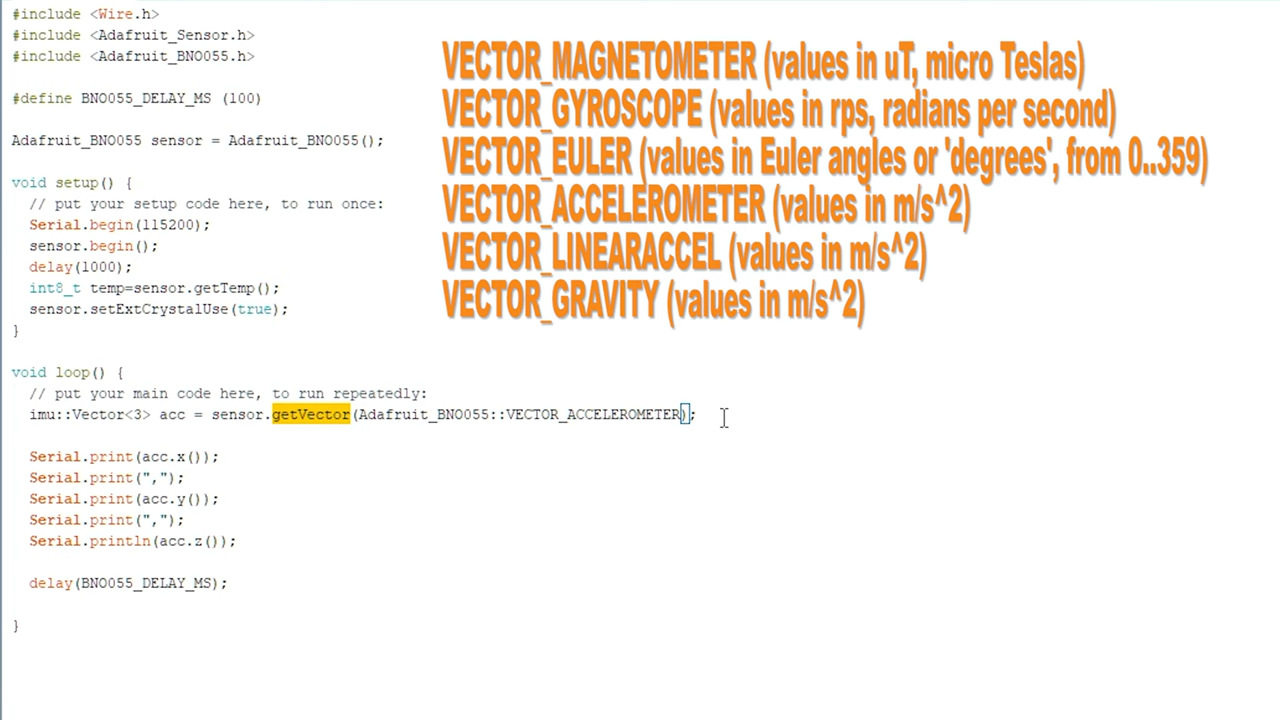 #include <Wire.h>
#include <Adafruit_Sensor.h>
#include <Adafruit_BNO055.h>
#define BNO055_DELAY_MS (100)
Adafruit_BNO055 sensor = Adafruit_BNO055();
void setup() {
// put your setup code here, to run once:
Serial.begin(115200);
sensor.begin();
delay(1000);
int8_t temp=sensor.getTemp();
sensor.setExtCrystalUse(true);
}
void loop() {
// put your main code here, to run repeatedly:
imu::Vector<3> acc = sensor.getVector(Adafruit_BNO055::VECTOR_ACCELEROMETER);
Serial.print(acc.x());
Serial.print(",");
Serial.print(acc.y());
Serial.print(",");
Serial.println(acc.z());
delay(BNO055_DELAY_MS);
}
VECTOR_MAGNETOMETER (values in uT, micro Teslas)
VECTOR_GYROSCOPE (values in rps, radians per second)
VECTOR_EULER (values in Euler angles or 'degrees', from 0..359)
VECTOR_ACCELEROMETER (values in m/s^2)
VECTOR_LINEARACCEL (values in m/s^2)
VECTOR_GRAVITY (values in m/s^2)